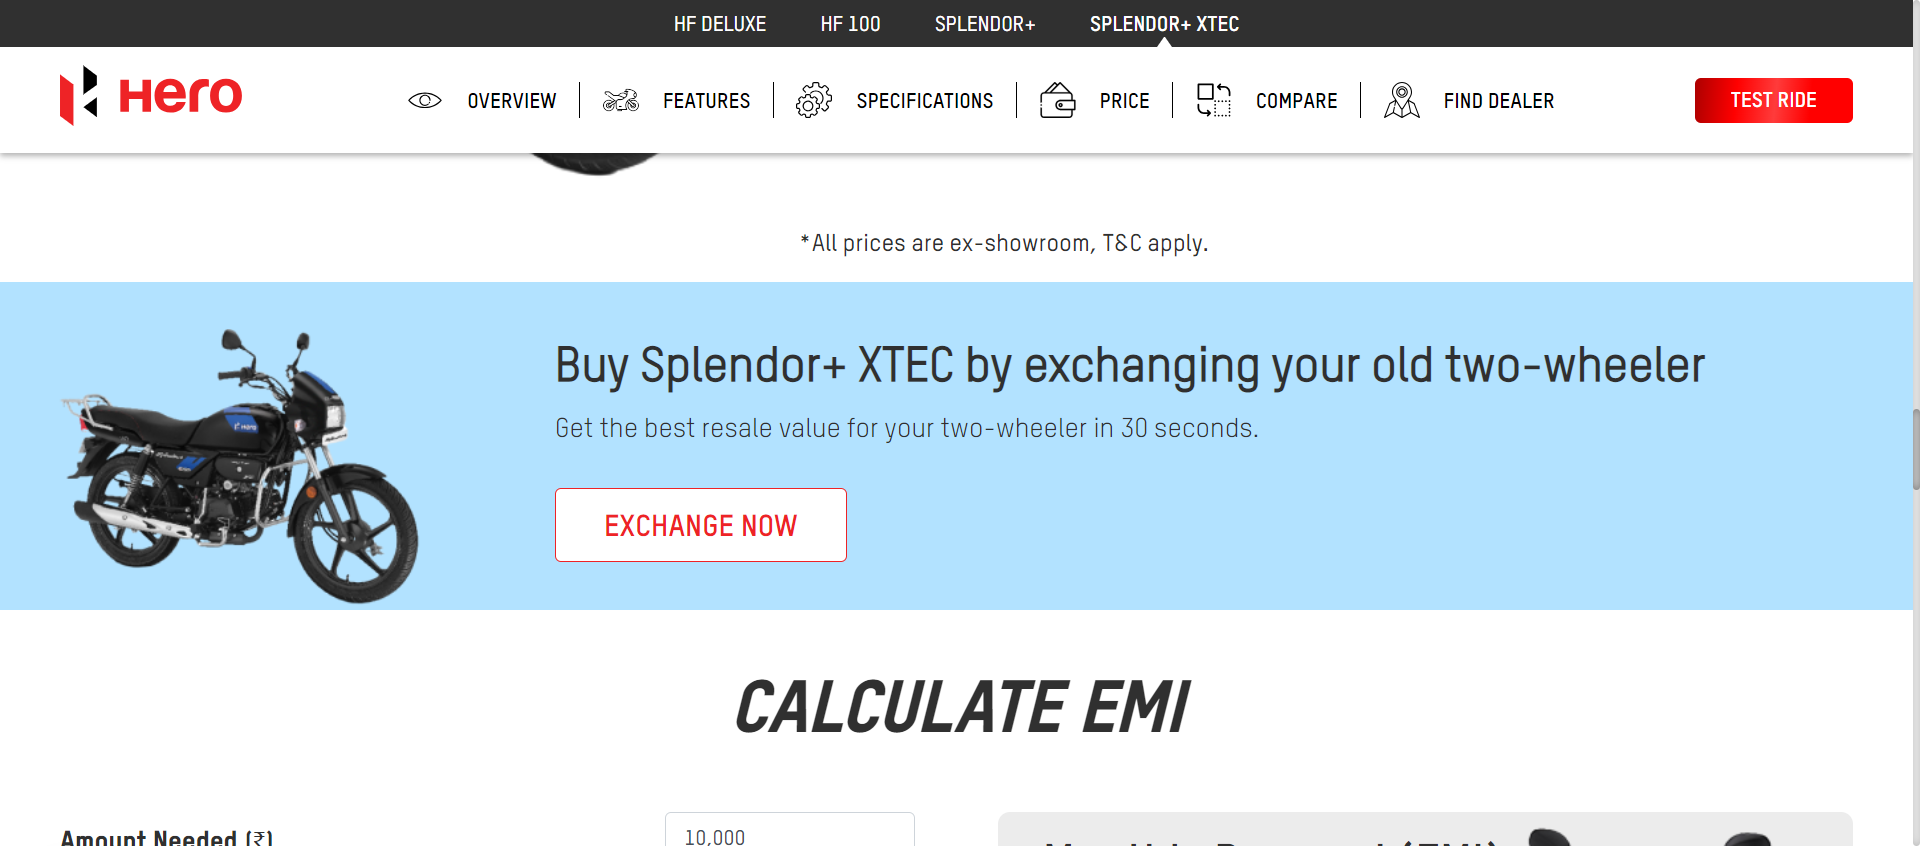 HF DELUXE HF 100 SPLENDOR+ SPLENDOR+ XTEC
Hero OVERVIEW FEATURES SPECIFICATIONS PRICE COMPARE FIND DEALER TEST RIDE
*All prices are ex-showroom, T&C apply.
Buy Splendor+ XTEC by exchanging your old two-wheeler
Get the best resale value for your two-wheeler in 30 seconds.
EXCHANGE NOW
Hero
CALCULATE EMI
Amount Needed (₹)
10,000